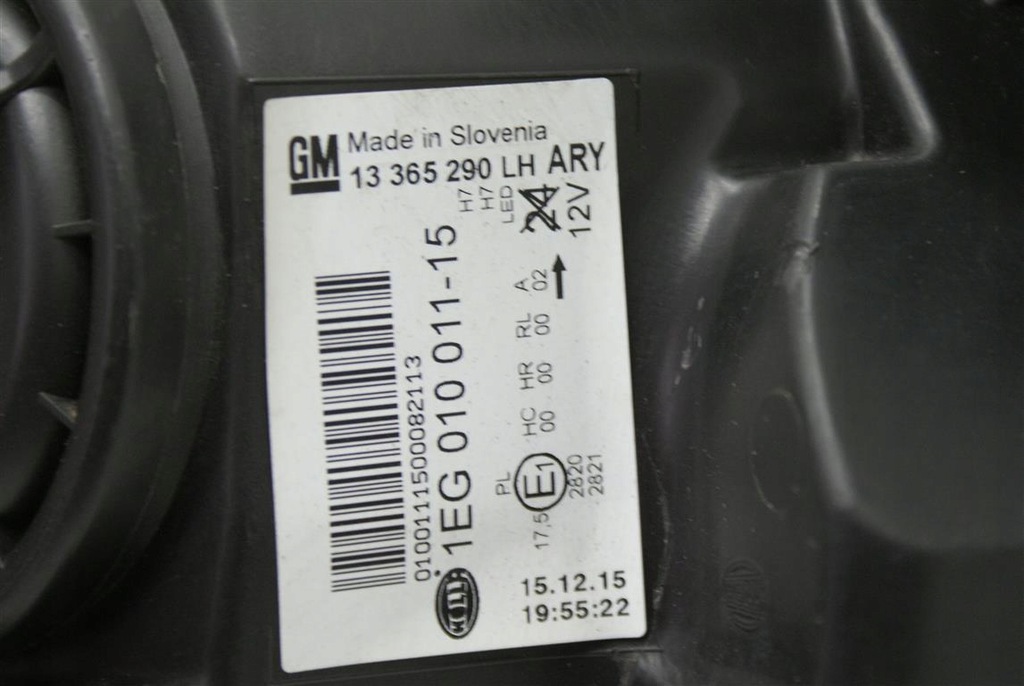 GM Made in Slovenia
13 365 290 LH ARY
H7
H7
LED
24
12V
0100111500082113
1EG 010 011-15
HC HR RL A
00 00 00 02
PL
17,5 E1
2820
2821
HELLA
15.12.15
19:55:22